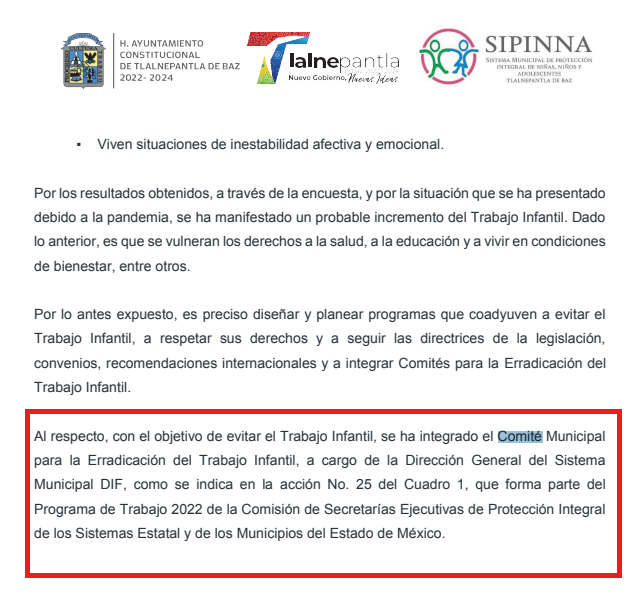 H. AYUNTAMIENTO
CONSTITUCIONAL
DE TLALNEPANTLA DE BAZ
2022- 2024
Tlalnepantla
Nuevo Gobierno, Nuevas Ideas
SIPINNA
SISTEMA MUNICIPAL DE PROTECCIÓN
INTEGRAL DE NIÑAS, NIÑOS Y
ADOLESCENTES
TLALNEPANTLA DE BAZ
▪ Viven situaciones de inestabilidad afectiva y emocional.
Por los resultados obtenidos, a través de la encuesta, y por la situación que se ha presentado
debido a la pandemia, se ha manifestado un probable incremento del Trabajo Infantil. Dado
lo anterior, es que se vulneran los derechos a la salud, a la educación y a vivir en condiciones
de bienestar, entre otros.
Por lo antes expuesto, es preciso diseñar y planear programas que coadyuven a evitar el
Trabajo Infantil, a respetar sus derechos y a seguir las directrices de la legislación,
convenios, recomendaciones internacionales y a integrar Comités para la Erradicación del
Trabajo Infantil.
Al respecto, con el objetivo de evitar el Trabajo Infantil, se ha integrado el Comité Municipal
para la Erradicación del Trabajo Infantil, a cargo de la Dirección General del Sistema
Municipal DIF, como se indica en la acción No. 25 del Cuadro 1, que forma parte del
Programa de Trabajo 2022 de la Comisión de Secretarías Ejecutivas de Protección Integral
de los Sistemas Estatal y de los Municipios del Estado de México.